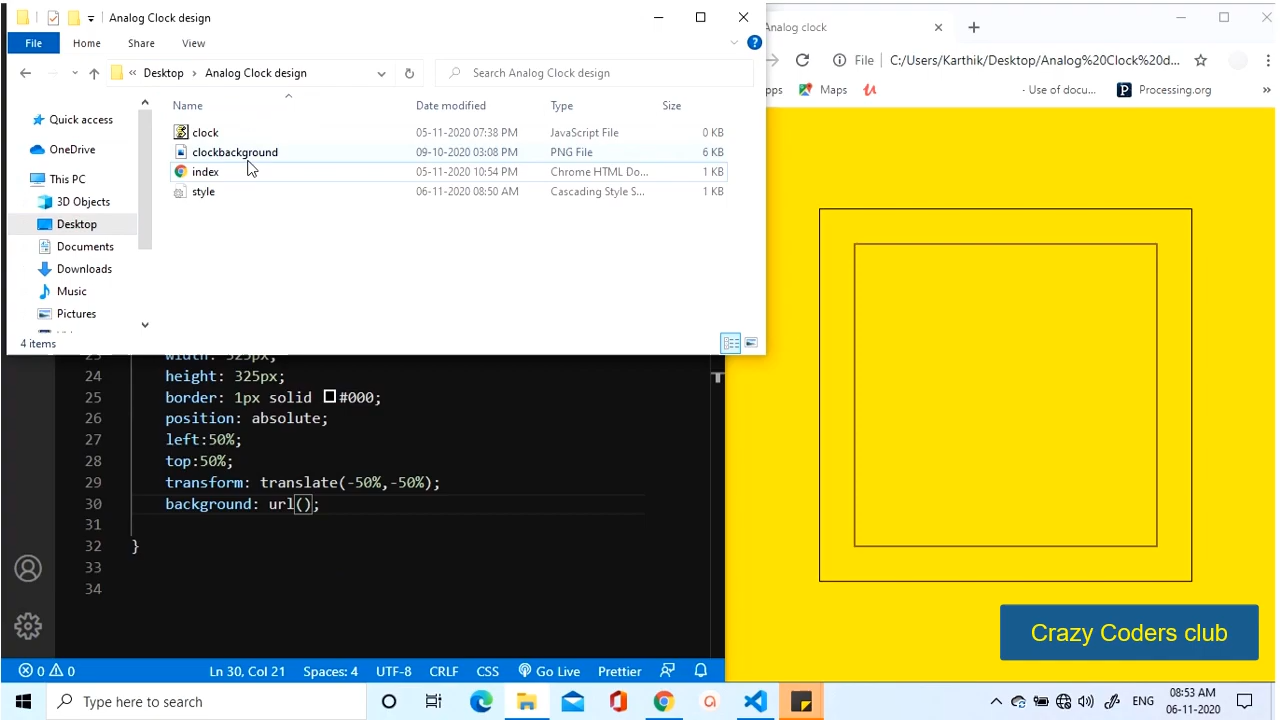 Analog Clock design
File Home Share View
Desktop › Analog Clock design
Search Analog Clock design
Name Date modified Type Size
clock 05-11-2020 07:38 PM JavaScript File 0 KB
clockbackground 09-10-2020 03:08 PM PNG File 6 KB
index 05-11-2020 10:54 PM Chrome HTML Do... 1 KB
style 06-11-2020 08:50 AM Cascading Style S... 1 KB
Quick access
OneDrive
This PC
3D Objects
Desktop
Documents
Downloads
Music
Pictures
4 items
Analog clock
File C:/Users/Karthik/Desktop/Analog%20Clock%20d...
Maps
- Use of docu...
Processing.org
»
23 width: 325px;
24 height: 325px;
25 border: 1px solid #000;
26 position: absolute;
27 left:50%;
28 top:50%;
29 transform: translate(-50%,-50%);
30 background: url();
31
32 }
33
34
Crazy Coders club
0 0 Ln 30, Col 21 Spaces: 4 UTF-8 CRLF CSS Go Live Prettier
Type here to search
ENG
08:53 AM
06-11-2020